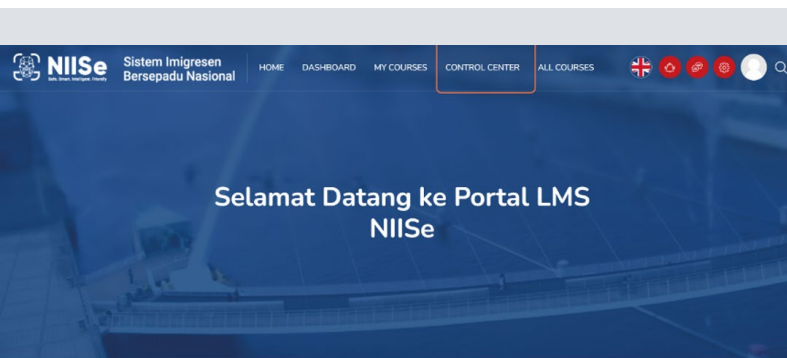 NIISe
Safe. Smart. Intelligent. Friendly
Sistem Imigresen
Bersepadu Nasional
HOME DASHBOARD MY COURSES CONTROL CENTER ALL COURSES
Selamat Datang ke Portal LMS
NIISe